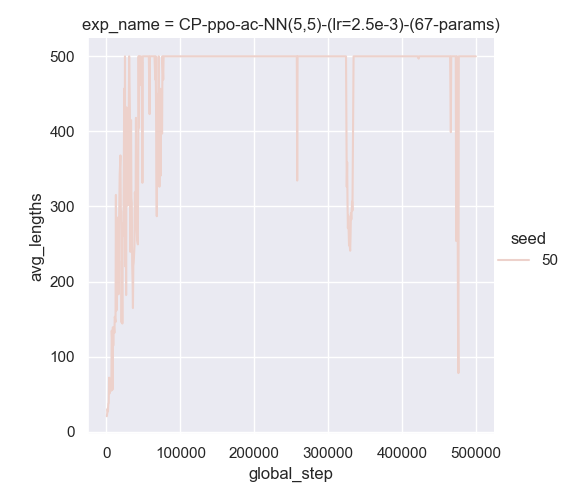 exp_name = CP-ppo-ac-NN(5,5)-(lr=2.5e-3)-(67-params)
500
400
300
200
100
0
avg_lengths
0 100000 200000 300000 400000 500000
global_step
seed
50